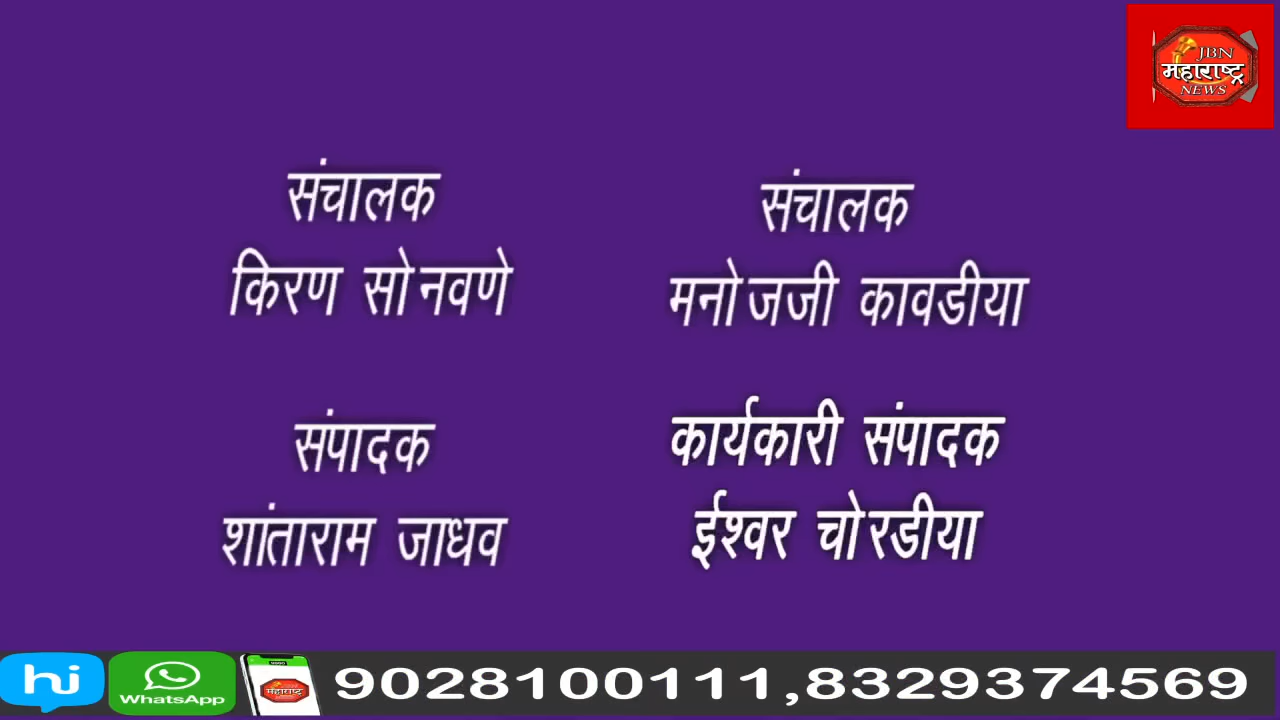 JBN
महाराष्ट्र
NEWS
संचालक
किरण सोनवणे
संचालक
मनोजजी कावडीया
संपादक
शांताराम जाधव
कार्यकारी संपादक
ईश्वर चोरडीया
hi
WhatsApp
महाराष्ट्र
9028100111,8329374569